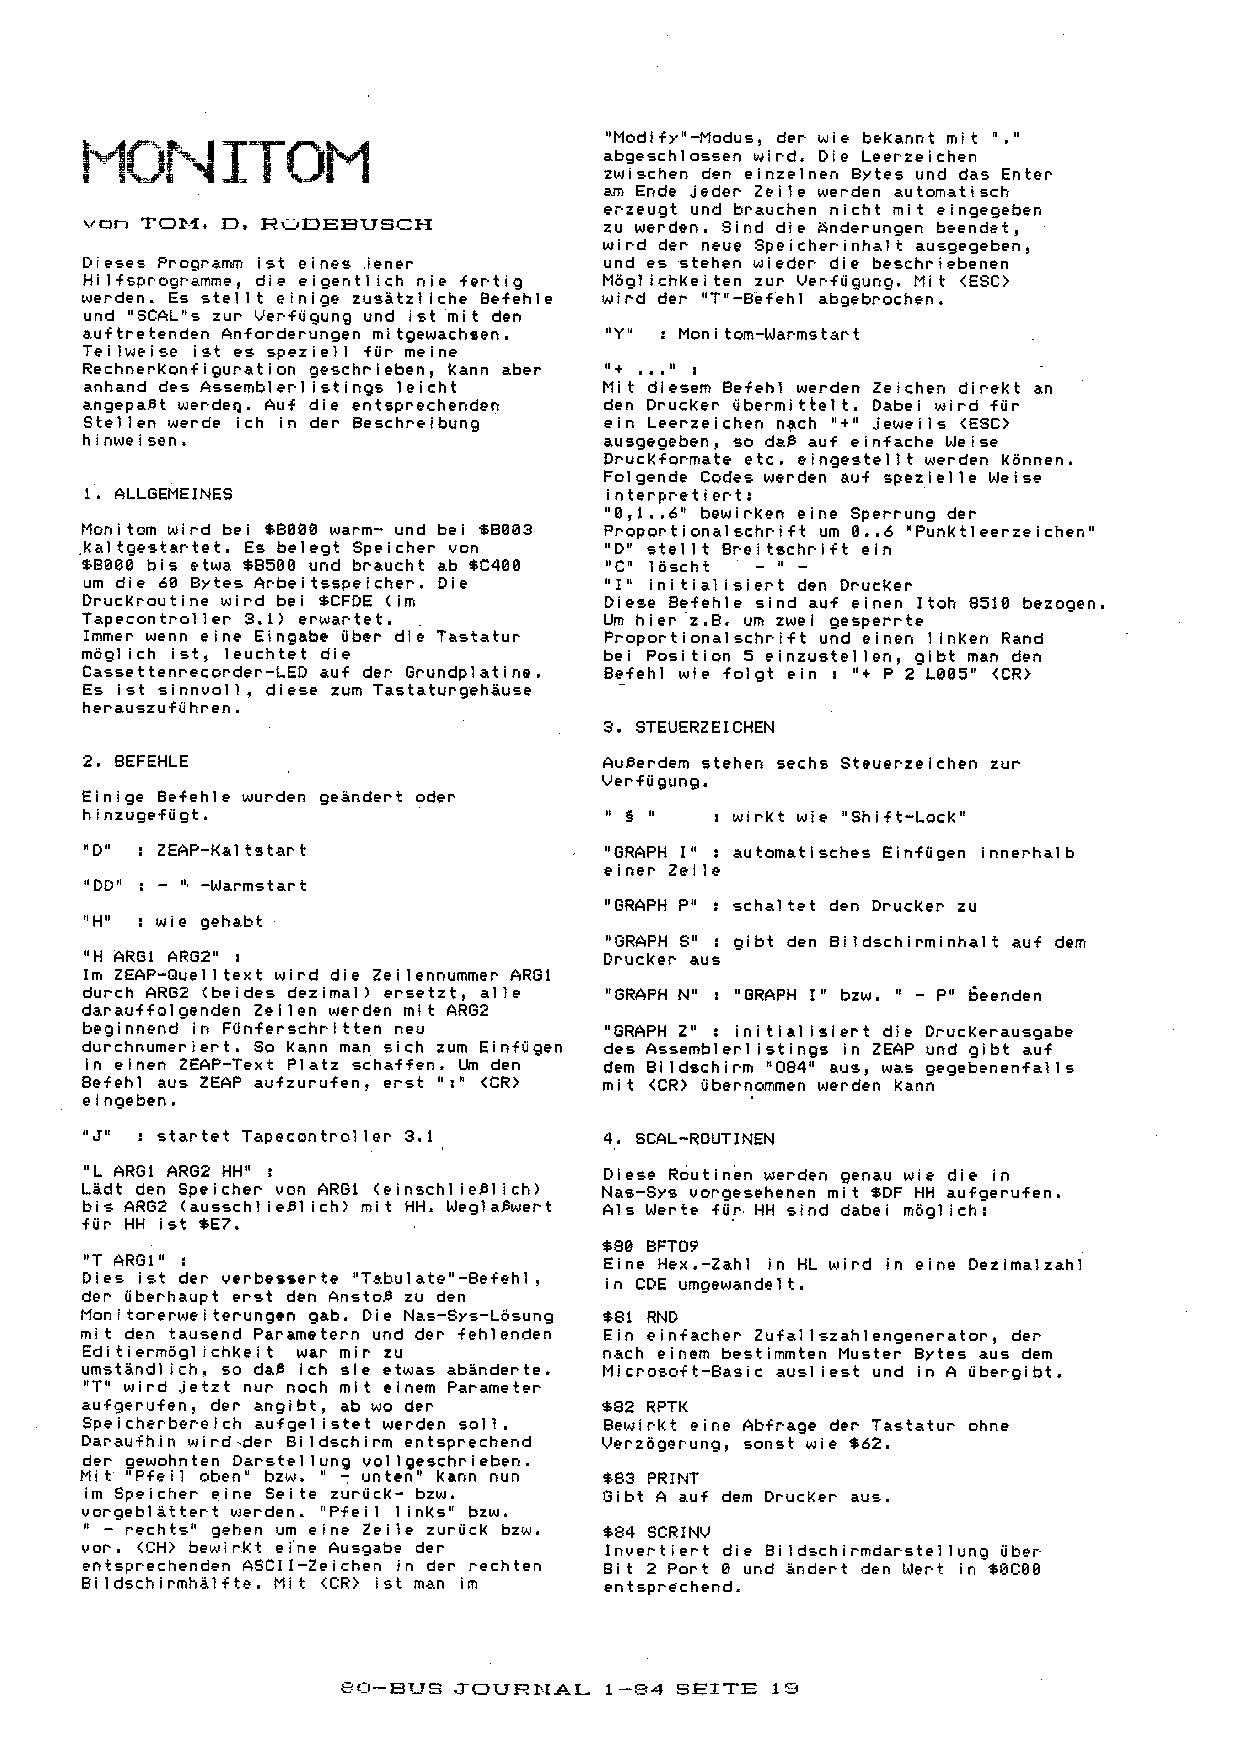 MONITOM
von TOM. D. RÜDEBUSCH
Dieses Programm ist eines jener
Hilfsprogramme, die eigentlich nie fertig
werden. Es stellt einige zusätzliche Befehle
und "SCAL"s zur Verfügung und ist mit den
auftretenden Anforderungen mitgewachsen.
Teilweise ist es speziell für meine
Rechnerkonfiguration geschrieben, kann aber
anhand des Assemblerlistings leicht
angepaßt werden. Auf die entsprechenden
Stellen werde ich in der Beschreibung
hinweisen.
1. ALLGEMEINES
Monitom wird bei $B000 warm- und bei $B003
kaltgestartet. Es belegt Speicher von
$B000 bis etwa $B500 und braucht ab $C400
um die 60 Bytes Arbeitsspeicher. Die
Druckroutine wird bei $CFDE (im
Tapecontroller 3.1) erwartet.
Immer wenn eine Eingabe über die Tastatur
möglich ist, leuchtet die
Cassettenrecorder-LED auf der Grundplatine.
Es ist sinnvoll, diese zum Tastaturgehäuse
herauszuführen.
2. BEFEHLE
Einige Befehle wurden geändert oder
hinzugefügt.
"D" : ZEAP-Kaltstart
"DD" : - " -Warmstart
"H" : wie gehabt
"H ARG1 ARG2" :
Im ZEAP-Quelltext wird die Zeilennummer ARG1
durch ARG2 (beides dezimal) ersetzt, alle
darauffolgenden Zeilen werden mit ARG2
beginnend in Fünferschritten neu
durchnumeriert. So kann man sich zum Einfügen
in einen ZEAP-Text Platz schaffen. Um den
Befehl aus ZEAP aufzurufen, erst ":" <CR>
eingeben.
"J" : startet Tapecontroller 3.1
"L ARG1 ARG2 HH" :
Lädt den Speicher von ARG1 (einschließlich)
bis ARG2 (ausschließlich) mit HH. Weglaßwert
für HH ist $E7.
"T ARG1" :
Dies ist der verbesserte "Tabulate"-Befehl,
der überhaupt erst den Anstoß zu den
Monitorerweiterungen gab. Die Nas-Sys-Lösung
mit den tausend Parametern und der fehlenden
Editiermöglichkeit war mir zu
umständlich, so daß ich sie etwas abänderte.
"T" wird jetzt nur noch mit einem Parameter
aufgerufen, der angibt, ab wo der
Speicherbereich aufgelistet werden soll.
Daraufhin wird der Bildschirm entsprechend
der gewohnten Darstellung vollgeschrieben.
Mit "Pfeil oben" bzw. " - unten" kann nun
im Speicher eine Seite zurück- bzw.
vorgeblättert werden. "Pfeil links" bzw.
" - rechts" gehen um eine Zeile zurück bzw.
vor. <CH> bewirkt eine Ausgabe der
entsprechenden ASCII-Zeichen in der rechten
Bildschirmhälfte. Mit <CR> ist man im
"Modify"-Modus, der wie bekannt mit "."
abgeschlossen wird. Die Leerzeichen
zwischen den einzelnen Bytes und das Enter
am Ende jeder Zeile werden automatisch
erzeugt und brauchen nicht mit eingegeben
zu werden. Sind die Änderungen beendet,
wird der neue Speicherinhalt ausgegeben,
und es stehen wieder die beschriebenen
Möglichkeiten zur Verfügung. Mit <ESC>
wird der "T"-Befehl abgebrochen.
"Y" : Monitom-Warmstart
"+ ..." :
Mit diesem Befehl werden Zeichen direkt an
den Drucker übermittelt. Dabei wird für
ein Leerzeichen nach "+" jeweils <ESC>
ausgegeben, so daß auf einfache Weise
Druckformate etc. eingestellt werden können.
Folgende Codes werden auf spezielle Weise
interpretiert:
"0,1..6" bewirken eine Sperrung der
Proportionalschrift um 0..6 "Punktleerzeichen"
"D" stellt Breitschrift ein
"C" löscht - " -
"I" initialisiert den Drucker
Diese Befehle sind auf einen Itoh 8510 bezogen.
Um hier z.B. um zwei gesperrte
Proportionalschrift und einen linken Rand
bei Position 5 einzustellen, gibt man den
Befehl wie folgt ein : "+ P 2 L005" <CR>
3. STEUERZEICHEN
Außerdem stehen sechs Steuerzeichen zur
Verfügung.
" § " : wirkt wie "Shift-Lock"
"GRAPH I" : automatisches Einfügen innerhalb
einer Zeile
"GRAPH P" : schaltet den Drucker zu
"GRAPH S" : gibt den Bildschirminhalt auf dem
Drucker aus
"GRAPH N" : "GRAPH I" bzw. " - P" beenden
"GRAPH Z" : initialisiert die Druckerausgabe
des Assemblerlistings in ZEAP und gibt auf
dem Bildschirm "O84" aus, was gegebenenfalls
mit <CR> übernommen werden kann
4. SCAL-ROUTINEN
Diese Routinen werden genau wie die in
Nas-Sys vorgesehenen mit $DF HH aufgerufen.
Als Werte für HH sind dabei möglich:
$80 BFTO9
Eine Hex.-Zahl in HL wird in eine Dezimalzahl
in CDE umgewandelt.
$81 RND
Ein einfacher Zufallszahlengenerator, der
nach einem bestimmten Muster Bytes aus dem
Microsoft-Basic ausliest und in A übergibt.
$82 RPTK
Bewirkt eine Abfrage der Tastatur ohne
Verzögerung, sonst wie $62.
$83 PRINT
Gibt A auf dem Drucker aus.
$84 SCRINV
Invertiert die Bildschirmdarstellung über
Bit 2 Port 0 und ändert den Wert in $0C00
entsprechend.
80-BUS JOURNAL 1-84 SEITE 19